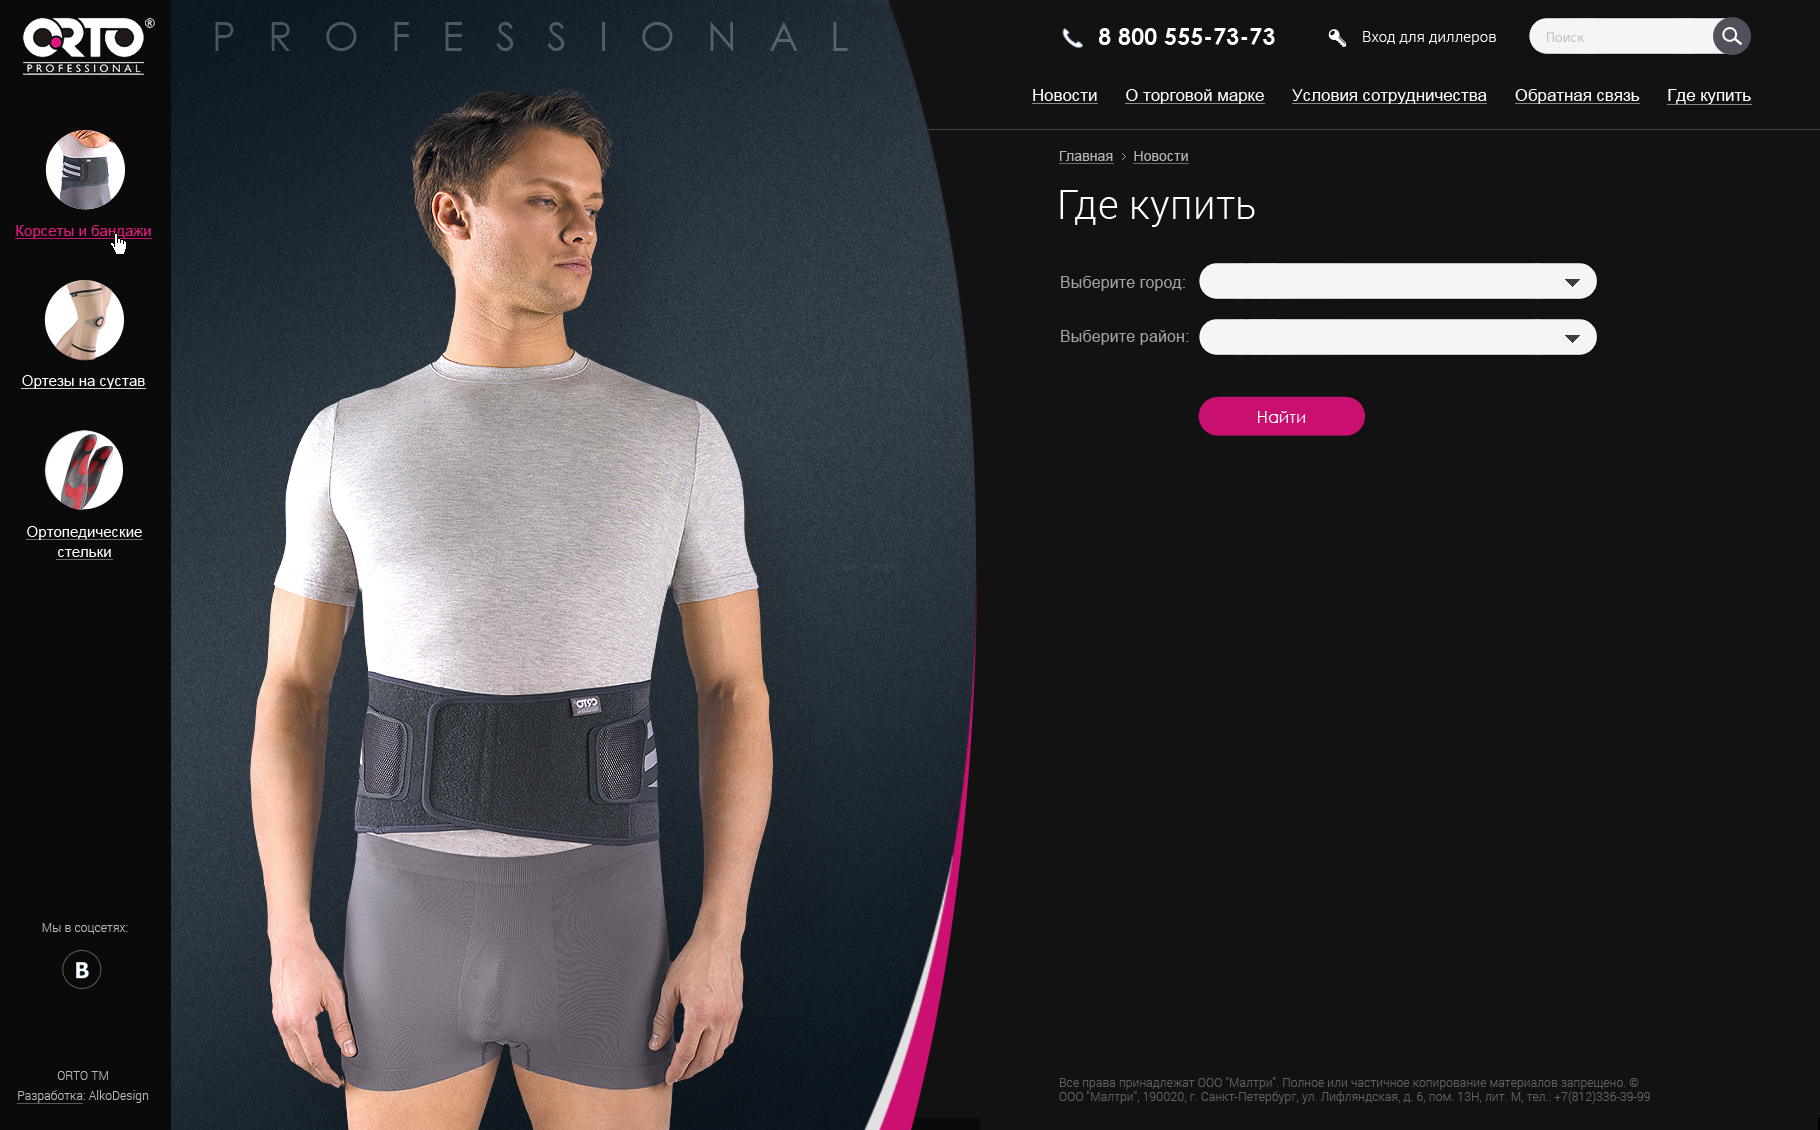 ORTO®
PROFESSIONAL
PROFESSIONAL
8 800 555-73-73
Вход для диллеров
Поиск
Новости
О торговой марке
Условия сотрудничества
Обратная связь
Где купить
Корсеты и бандажи
Ортезы на сустав
Ортопедические
стельки
Главная > Новости
Где купить
Выберите город:
Выберите район:
Найти
ORTO
Мы в соцсетях:
B
ORTO TM
Разработка: AlkoDesign
Все права принадлежат ООО "Малтри". Полное или частичное копирование материалов запрещено. ©
ООО "Малтри", 190020, г. Санкт-Петербург, ул. Лифляндская, д. 6, пом. 13Н, лит. М, тел.: +7(812)336-39-99